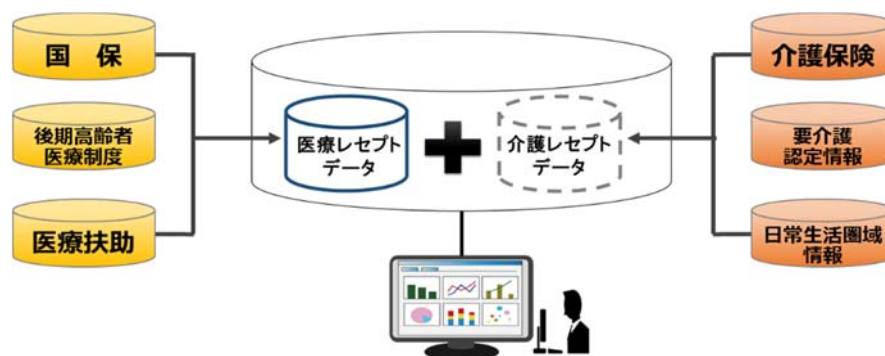 国　保
後期高齢者
医療制度
医療扶助
医療レセプト
データ
介護レセプト
データ
介護保険
要介護
認定情報
日常生活圏域
情報